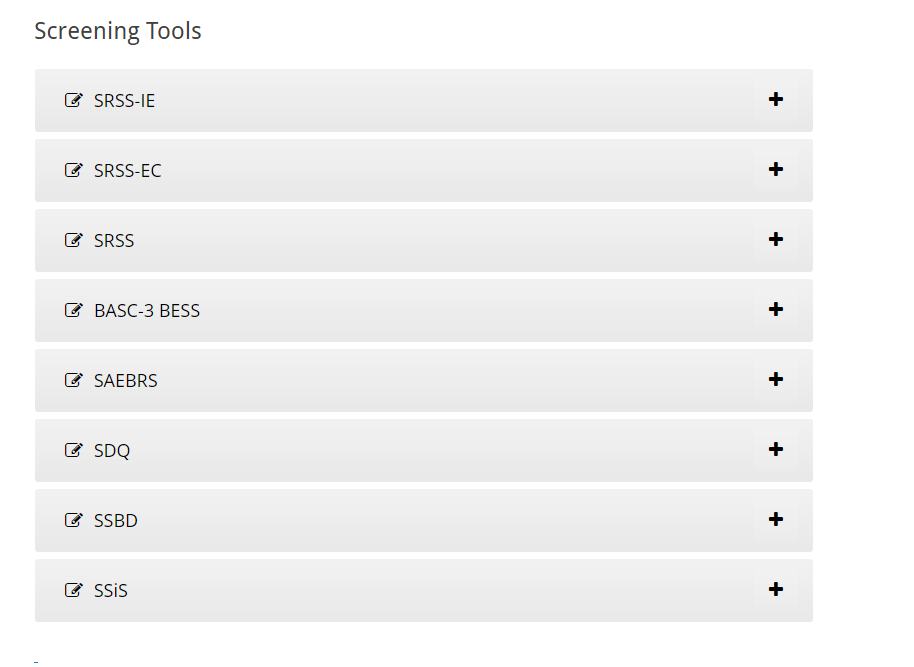 Screening Tools
SRSS-IE
SRSS-EC
SRSS
BASC-3 BESS
SAEBRS
SDQ
SSBD
SSiS